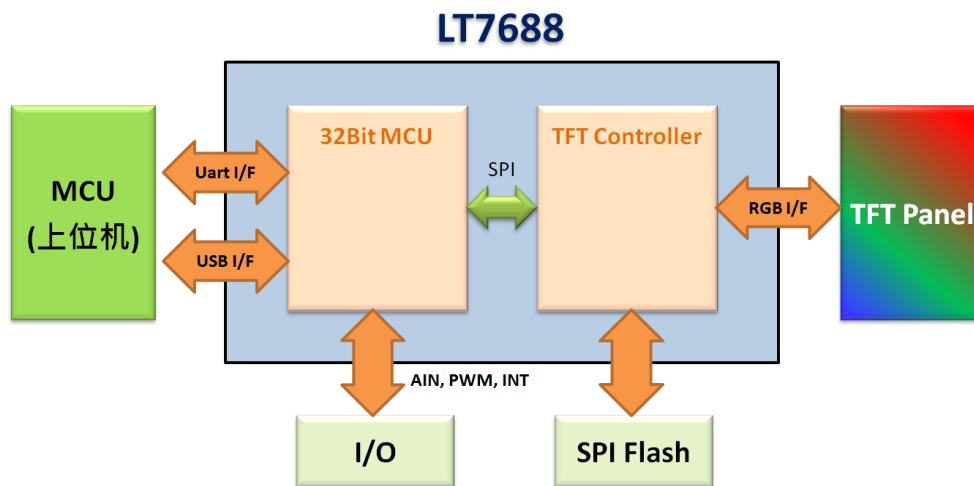 LT7688
32Bit MCU
TFT Controller
MCU
(上位机)
Uart I/F
USB I/F
SPI
RGB I/F
TFT Panel
AIN, PWM, INT
I/O
SPI Flash